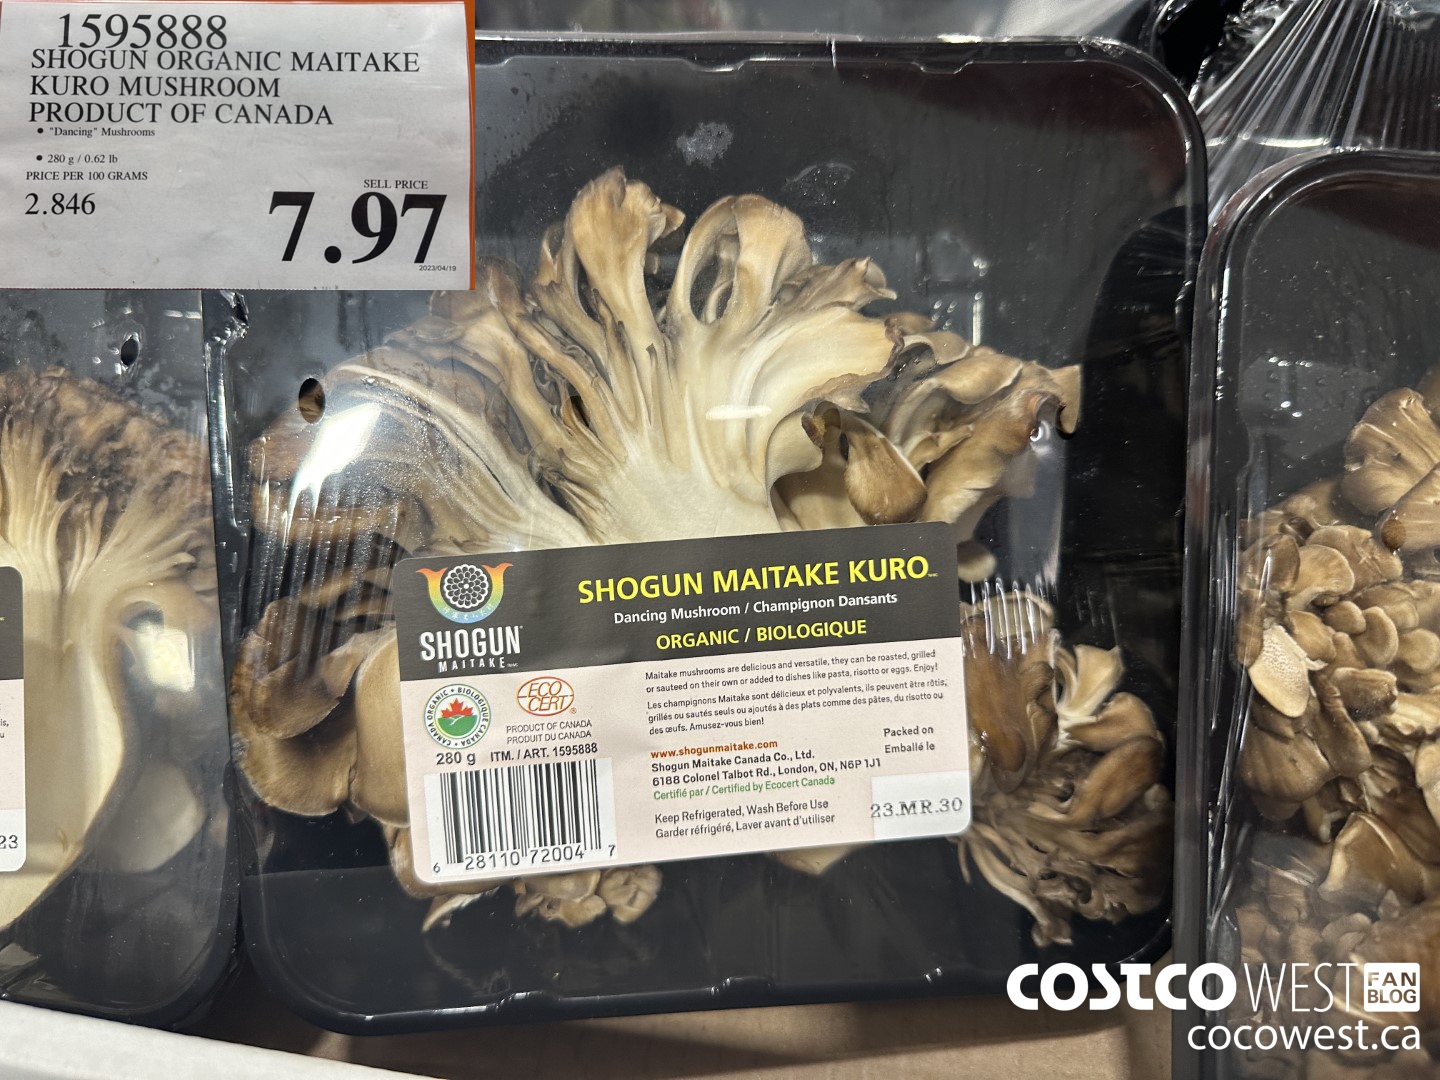 1595888
SHOGUN ORGANIC MAITAKE
KURO MUSHROOM
PRODUCT OF CANADA
• "Dancing" Mushrooms
• 280 g / 0.62 lb
PRICE PER 100 GRAMS
2.846
SELL PRICE
7.97
2023/04/19
SHOGUN MAITAKE KURO
Dancing Mushroom / Champignon Dansants
ORGANIC / BIOLOGIQUE
SHOGUN
MAITAKE
CANADA ORGANIC • BIOLOGIQUE CANADA
ECO
CERT
PRODUCT OF CANADA
PRODUIT DU CANADA
280 g ITM. / ART. 1595888
6 28110 72004 7
Maitake mushrooms are delicious and versatile, they can be roasted, grilled
or sauteed on their own or added to dishes like pasta, risotto or eggs. Enjoy!
Les champignons Maitake sont délicieux et polyvalents, ils peuvent être rôtis,
grillés ou sautés seuls ou ajoutés à des plats comme des pâtes, du risotto ou
des œufs. Amusez-vous bien!
www.shogunmaitake.com
Shogun Maitake Canada Co., Ltd.
6188 Colonel Talbot Rd., London, ON, N6P 1J1
Certifié par / Certified by Ecocert Canada
Keep Refrigerated, Wash Before Use
Garder réfrigéré, Laver avant d'utiliser
Packed on
Emballé le
23.MR.30
23
COSTCO WEST FAN
BLOG
cocowest.ca